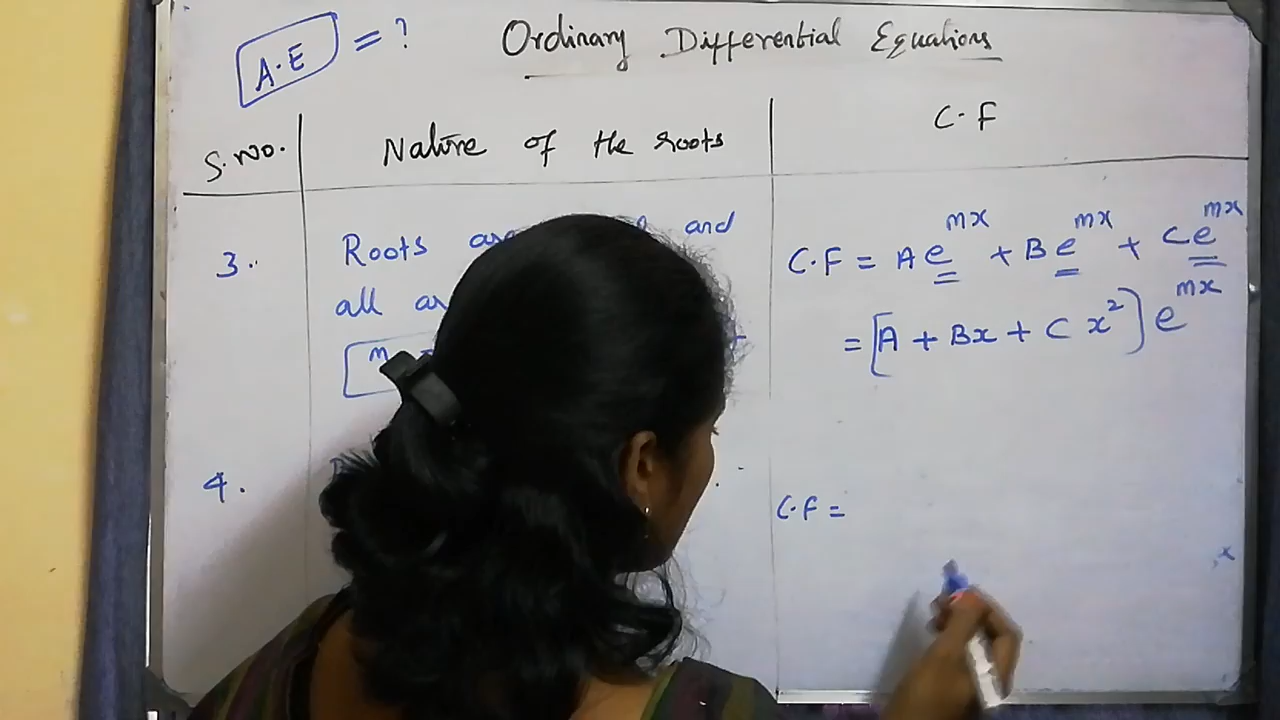 A.E = ?
Ordinary Differential Equations
S.No. Nature of the roots C.F
3. Roots and
all
m
C.F = A e^mx + B e^mx + C e^mx
= [A + Bx + C x²] e^mx
4.
C.F =